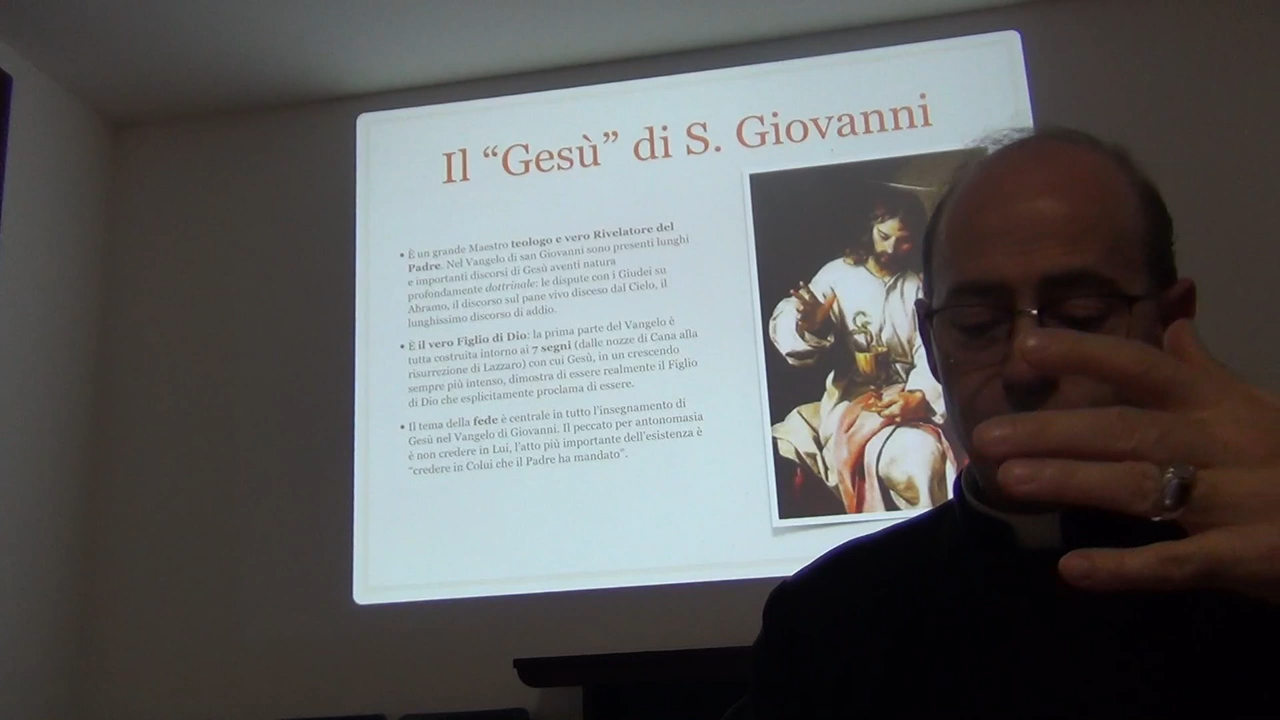 Il “Gesù” di S. Giovanni
• È un grande Maestro teologo e vero Rivelatore del
Padre. Nel Vangelo di san Giovanni sono presenti lunghi
e importanti discorsi di Gesù aventi natura
profondamente dottrinale: le dispute con i Giudei su
Abramo, il discorso sul pane vivo disceso dal Cielo, il
lunghissimo discorso di addio.
• È il vero Figlio di Dio: la prima parte del Vangelo è
tutta costruita intorno ai 7 segni (dalle nozze di Cana alla
risurrezione di Lazzaro) con cui Gesù, in un crescendo
sempre più intenso, dimostra di essere realmente il Figlio
di Dio che esplicitamente proclama di essere.
• Il tema della fede è centrale in tutto l’insegnamento di
Gesù nel Vangelo di Giovanni. Il peccato per antonomasia
è non credere in Lui, l’atto più importante dell’esistenza è
“credere in Colui che il Padre ha mandato”.